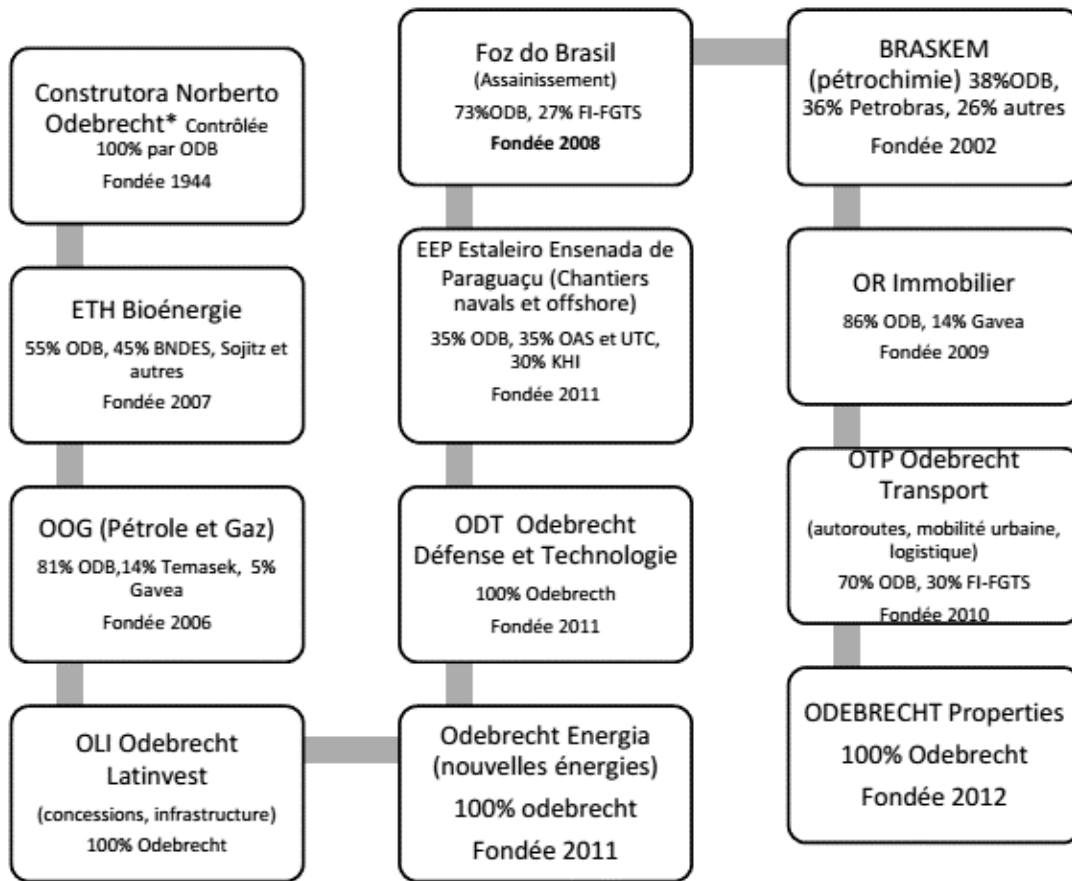 Construtora Norberto
Odebrecht* Contrôlée
100% par ODB
Fondée 1944
ETH Bioénergie
55% ODB, 45% BNDES, Sojitz et
autres
Fondée 2007
OOG (Pétrole et Gaz)
81% ODB,14% Temasek, 5%
Gavea
Fondée 2006
OLI Odebrecht
Latinvest
(concessions, infrastructure)
100% Odebrecht
Odebrecht Energia
(nouvelles énergies)
100% odebrecht
Fondée 2011
ODT Odebrecht
Défense et Technologie
100% Odebrecth
Fondée 2011
EEP Estaleiro Ensenada de
Paraguaçu (Chantiers
navals et offshore)
35% ODB, 35% OAS et UTC,
30% KHI
Fondée 2011
Foz do Brasil
(Assainissement)
73%ODB, 27% FI-FGTS
Fondée 2008
BRASKEM
(pétrochimie) 38%ODB,
36% Petrobras, 26% autres
Fondée 2002
OR Immobilier
86% ODB, 14% Gavea
Fondée 2009
OTP Odebrecht
Transport
(autoroutes, mobilité urbaine,
logistique)
70% ODB, 30% FI-FGTS
Fondée 2010
ODEBRECHT Properties
100% Odebrecht
Fondée 2012